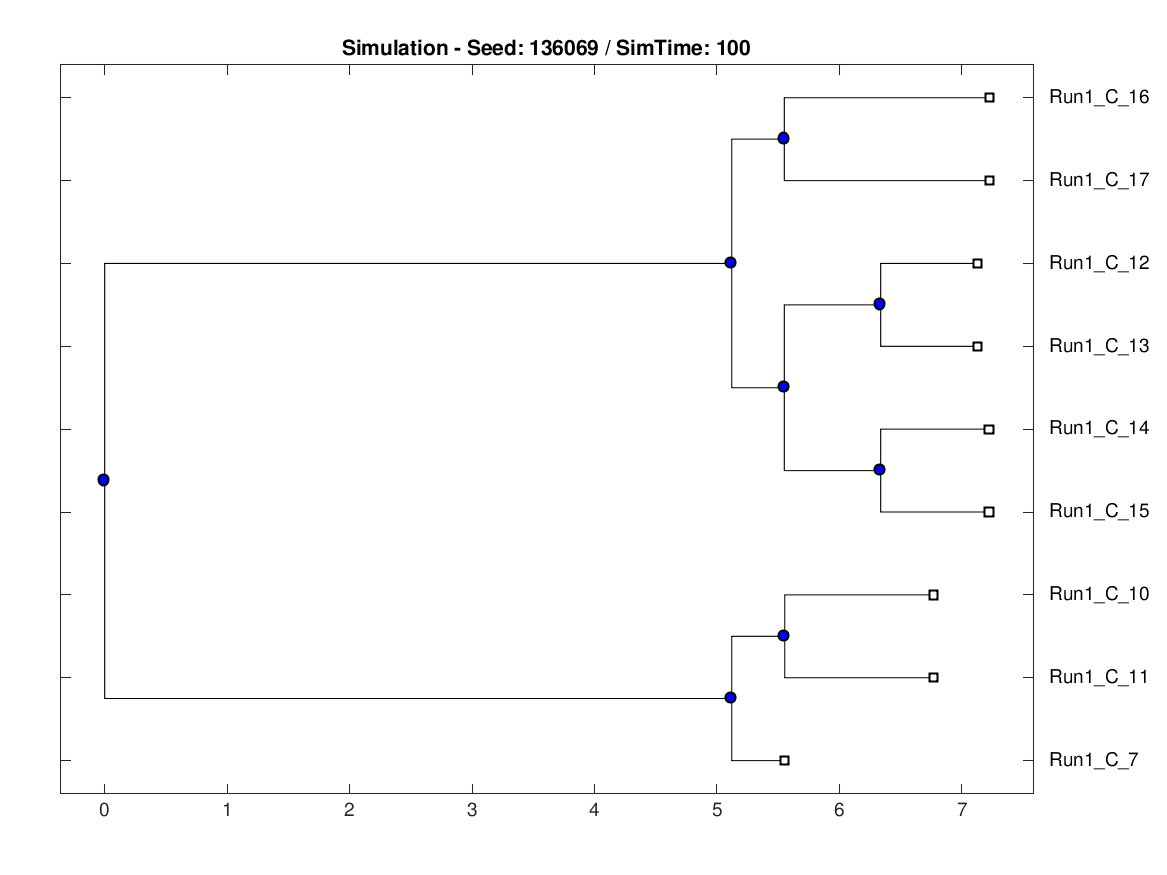 Simulation - Seed: 136069 / SimTime: 100
Run1_C_16
Run1_C_17
Run1_C_12
Run1_C_13
Run1_C_14
Run1_C_15
Run1_C_10
Run1_C_11
Run1_C_7
0 1 2 3 4 5 6 7